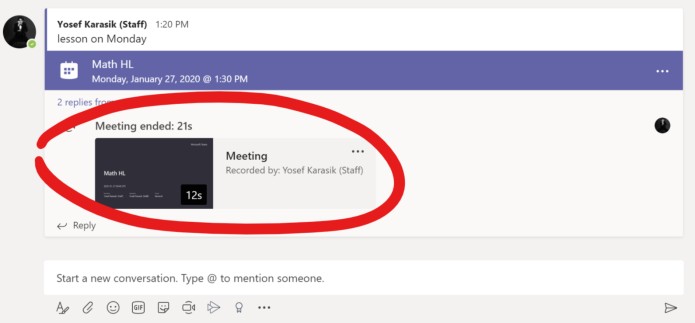 Yosef Karasik (Staff) 1:20 PM
lesson on Monday
Math HL
Monday, January 27, 2020 @ 1:30 PM
2 replies from
Meeting ended: 21s
Math HL
12s
Meeting
Recorded by: Yosef Karasik (Staff)
Reply
Start a new conversation. Type @ to mention someone.
GIF